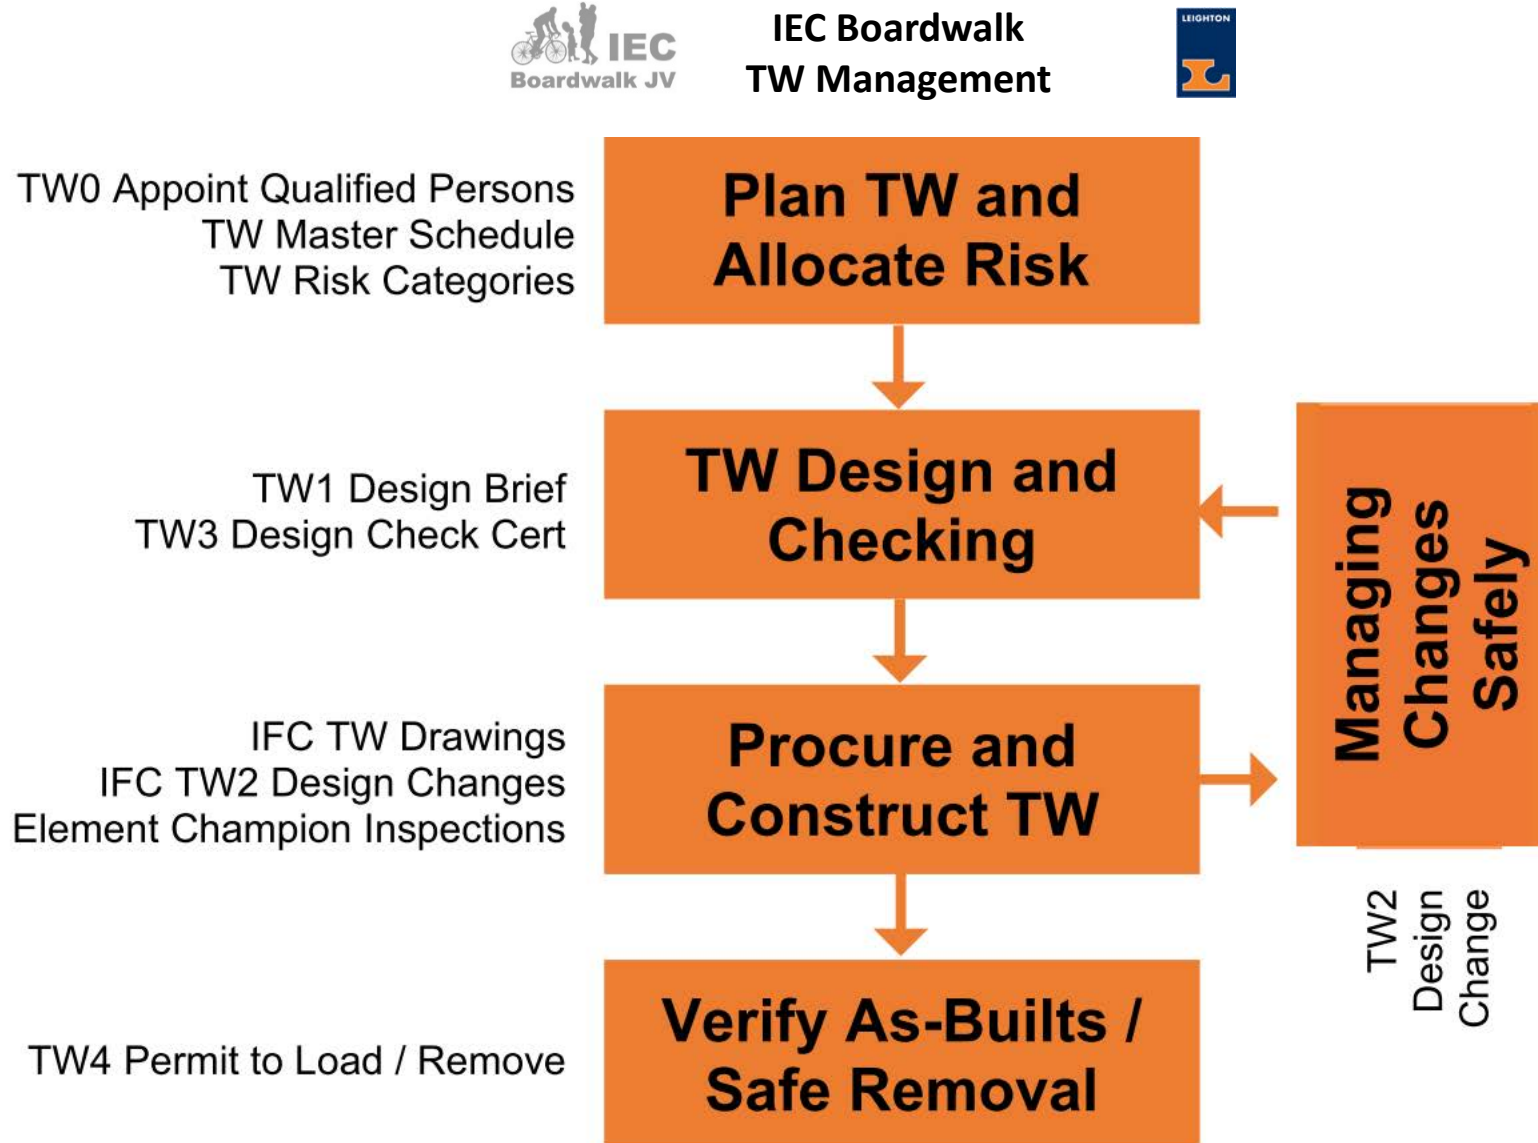 IEC
Boardwalk JV
IEC Boardwalk
TW Management
LEIGHTON
TW0 Appoint Qualified Persons
TW Master Schedule
TW Risk Categories
Plan TW and
Allocate Risk
TW1 Design Brief
TW3 Design Check Cert
TW Design and
Checking
Managing
Changes
Safely
IFC TW Drawings
IFC TW2 Design Changes
Element Champion Inspections
Procure and
Construct TW
TW2
Design
Change
TW4 Permit to Load / Remove
Verify As-Builts /
Safe Removal